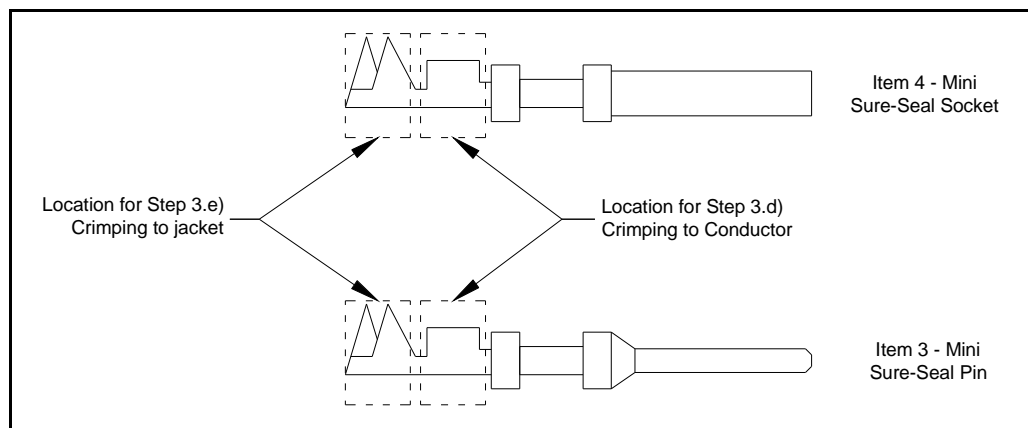 Item 4 - Mini
Sure-Seal Socket
Location for Step 3.e)
Crimping to jacket
Location for Step 3.d)
Crimping to Conductor
Item 3 - Mini
Sure-Seal Pin